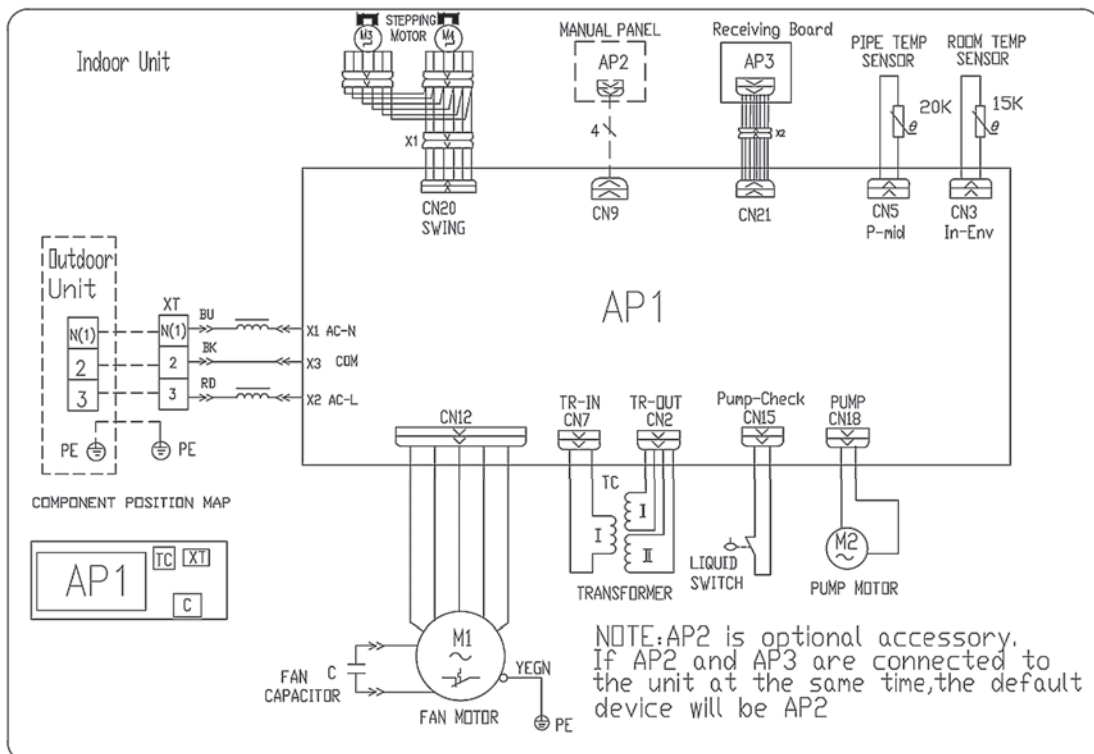 Indoor Unit
STEPPING
MOTOR
M3
M4
X1
CN20
SWING
MANUAL PANEL
AP2
4
CN9
Receiving Board
AP3
X2
CN21
PIPE TEMP
SENSOR
20K
θ
CN5
P-mid
ROOM TEMP
SENSOR
15K
θ
CN3
In-Env
Outdoor
Unit
N(1)
2
3
PE
XT
N(1)
2
3
PE
BU
BK
RD
X1 AC-N
X3 COM
X2 AC-L
AP1
CN12
TR-IN
CN7
TR-OUT
CN2
Pump-Check
CN15
PUMP
CN18
TC
I
I
II
TRANSFORMER
LIQUID
SWITCH
M2
PUMP MOTOR
COMPONENT POSITION MAP
AP1
TC
XT
C
FAN
CAPACITOR
C
M1
FAN MOTOR
YEGN
PE
NOTE:AP2 is optional accessory.
If AP2 and AP3 are connected to
the unit at the same time,the default
device will be AP2